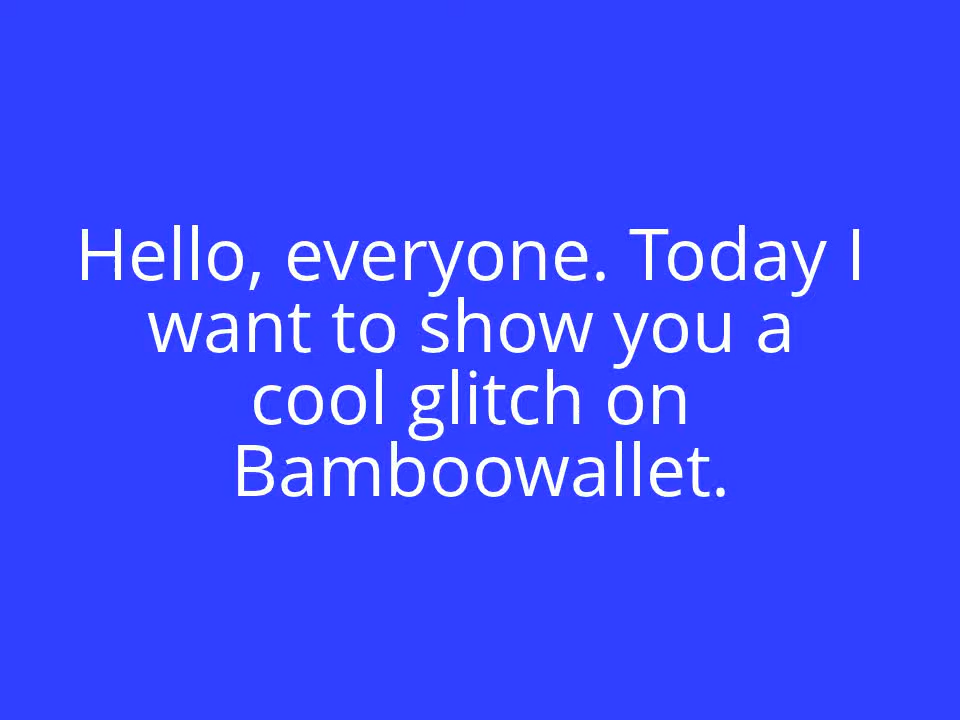 Hello, everyone. Today I
want to show you a
cool glitch on
Bamboowallet.